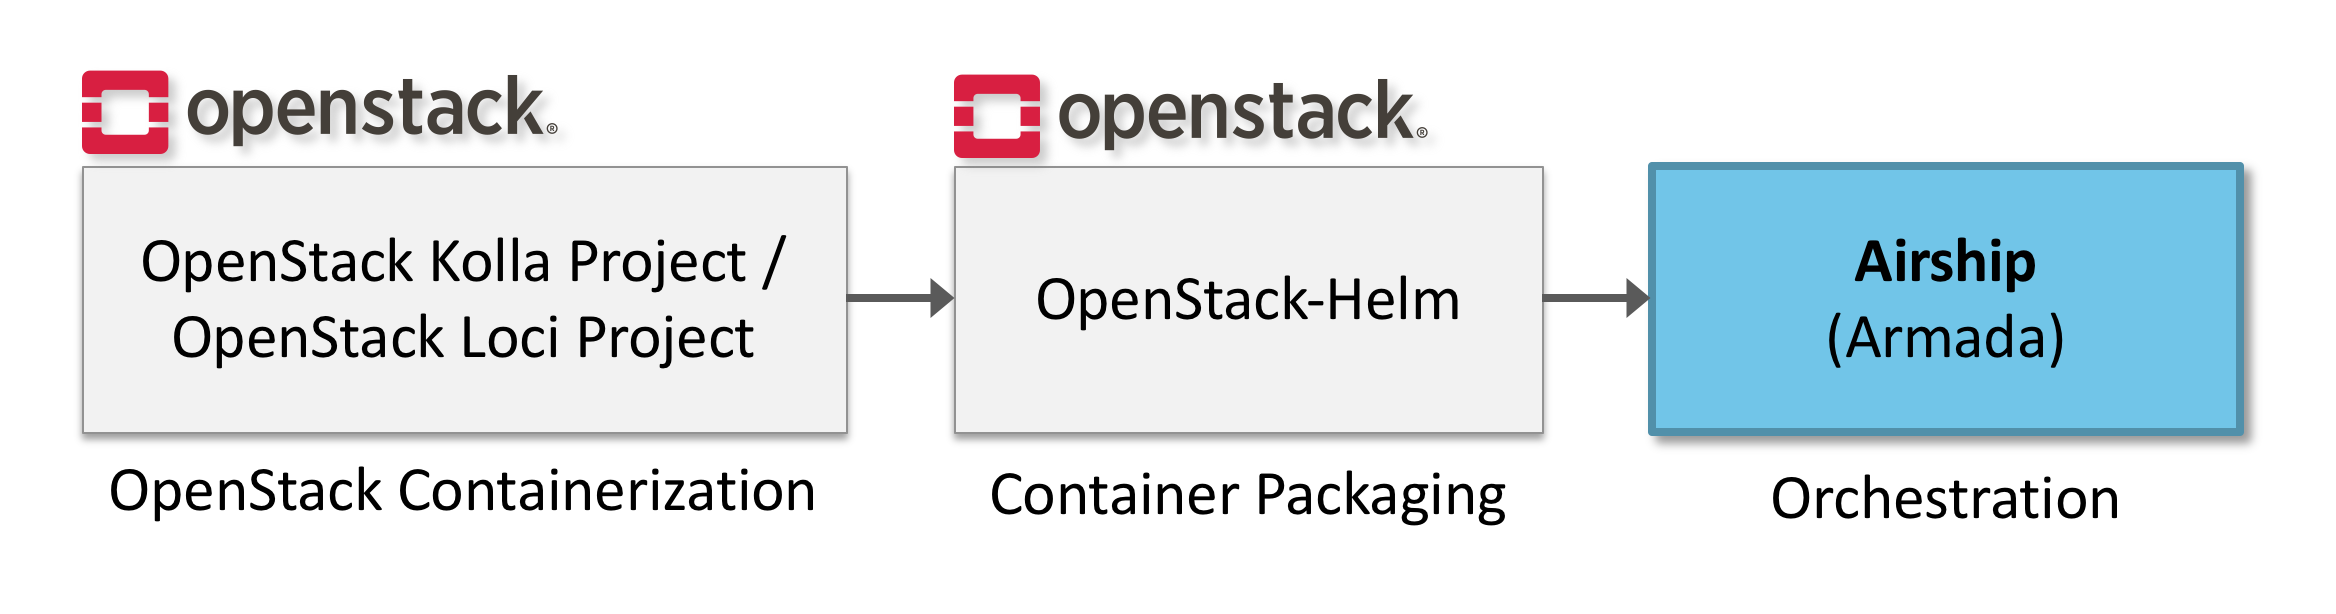 openstack®
OpenStack Kolla Project /
OpenStack Loci Project
OpenStack Containerization
openstack®
OpenStack-Helm
Container Packaging
Airship
(Armada)
Orchestration